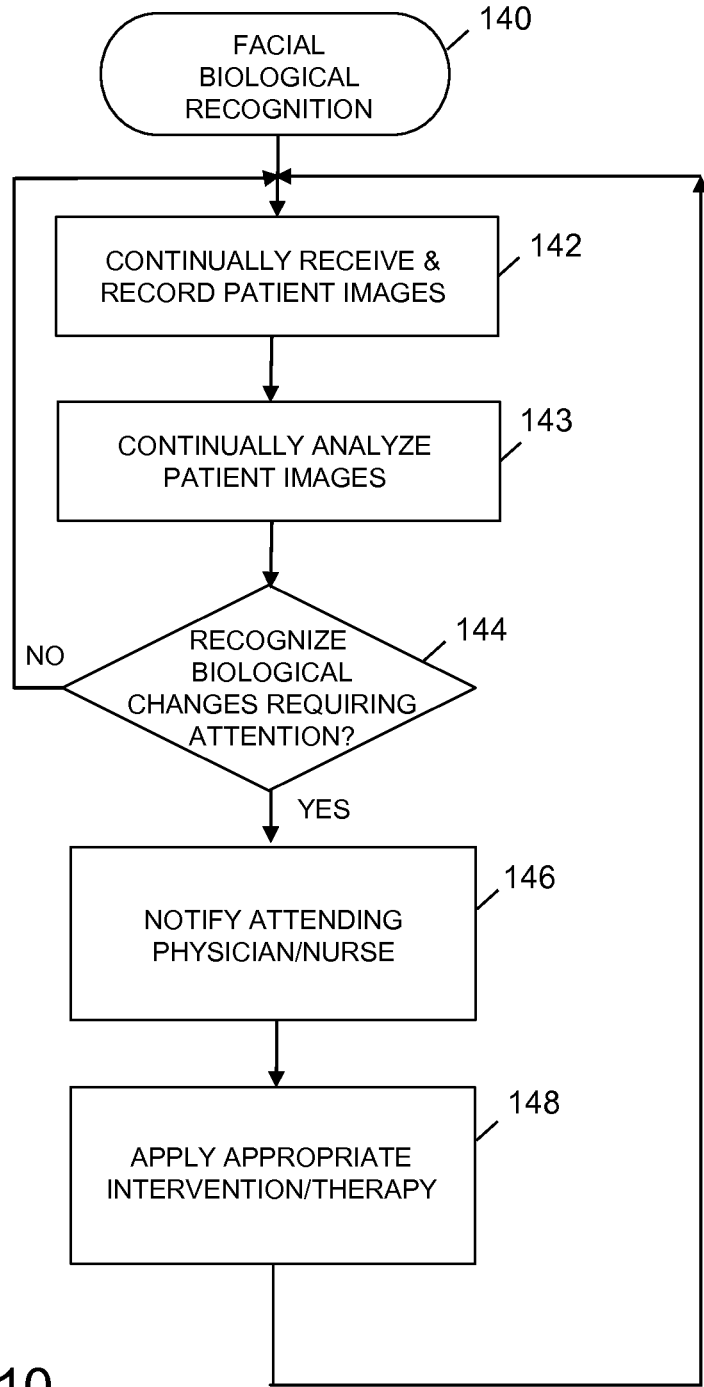 140
FACIAL
BIOLOGICAL
RECOGNITION
142
CONTINUALLY RECEIVE &
RECORD PATIENT IMAGES
143
CONTINUALLY ANALYZE
PATIENT IMAGES
144
RECOGNIZE
BIOLOGICAL
CHANGES REQUIRING
ATTENTION?
NO
YES
146
NOTIFY ATTENDING
PHYSICIAN/NURSE
148
APPLY APPROPRIATE
INTERVENTION/THERAPY
10